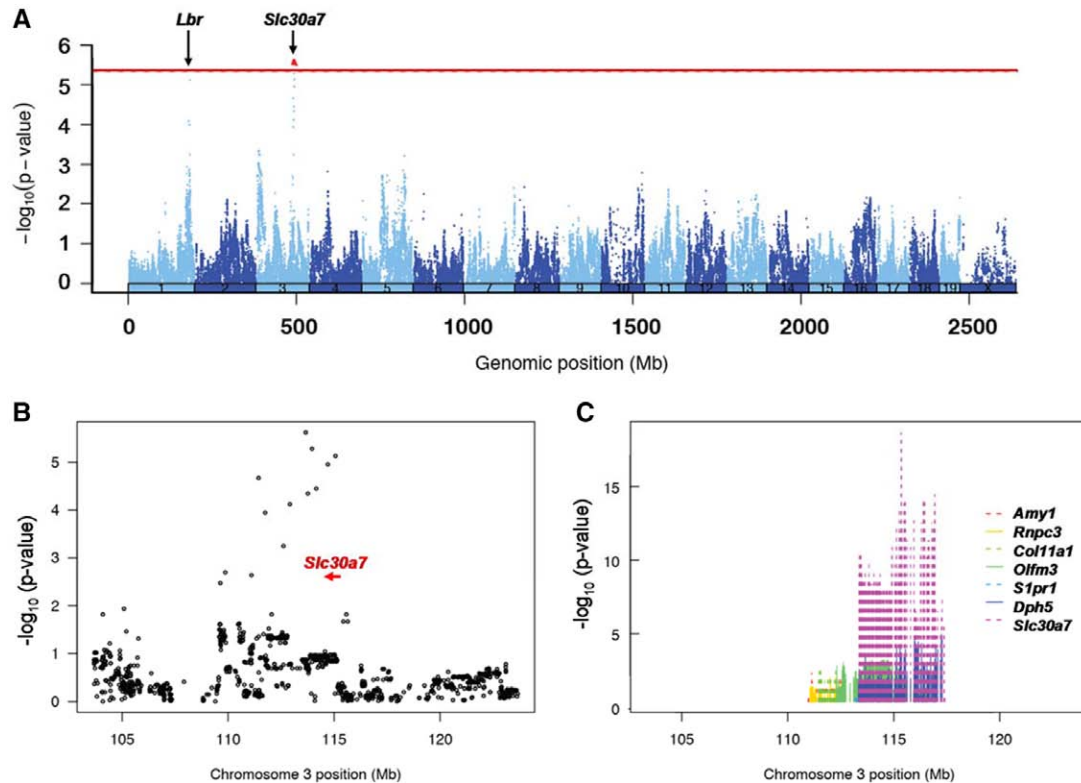 A
Lbr Slc30a7
6
5
4
3
2
1
0
−log10(p − value)
1 2 3 4 5 6 7 8 9 10 11 12 13 14 15 16 17 18 19 X
0 500 1000 1500 2000 2500
Genomic position (Mb)
B
5
4
3
2
1
0
-log10 (p-value)
Slc30a7
105 110 115 120
Chromosome 3 position (Mb)
C
15
10
5
0
-log10 (p-value)
Amy1
Rnpc3
Col11a1
Olfm3
S1pr1
Dph5
Slc30a7
105 110 115 120
Chromosome 3 position (Mb)